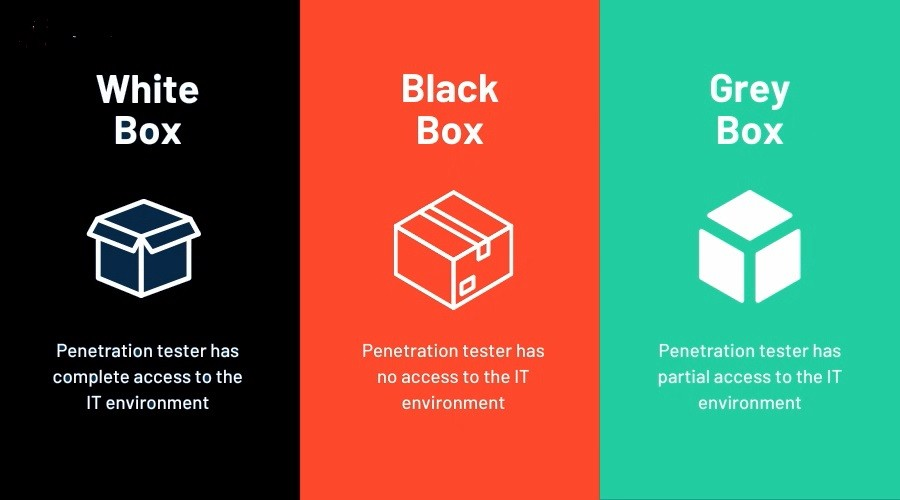 White
Box
Penetration tester has
complete access to the
IT environment
Black
Box
Penetration tester has
no access to the IT
environment
Grey
Box
Penetration tester has
partial access to the IT
environment